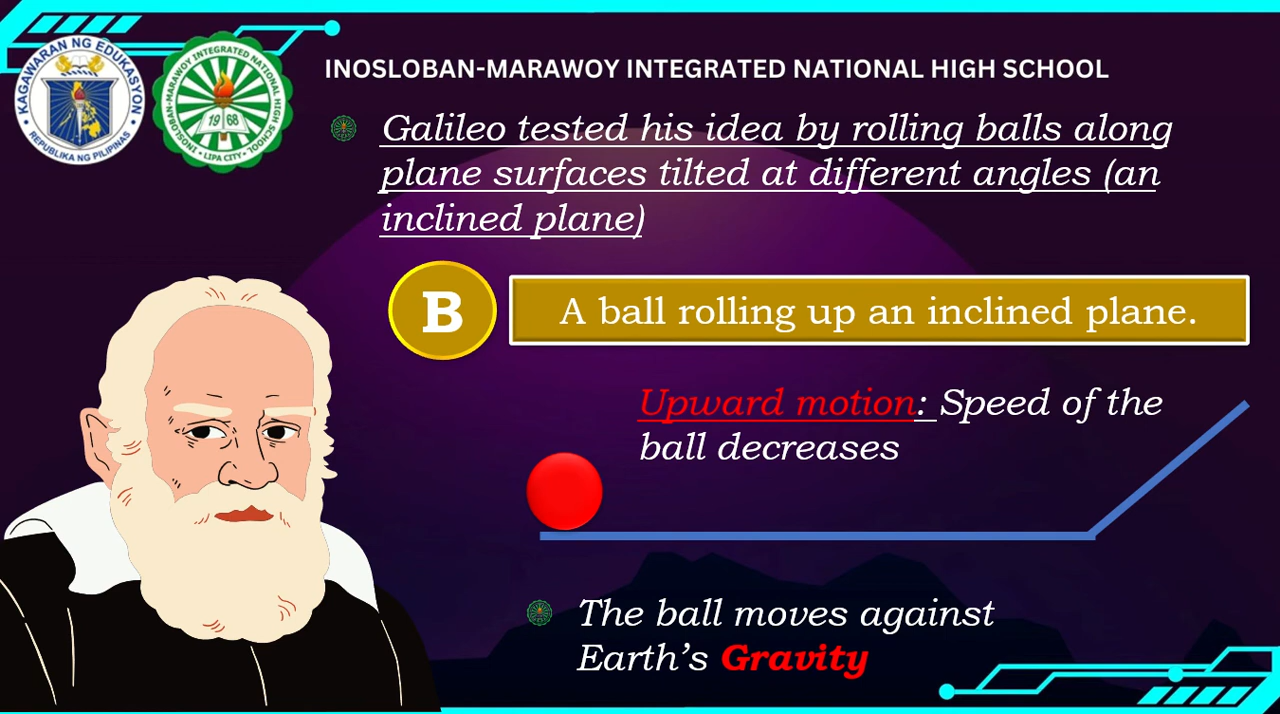 KAGAWARAN NG EDUKASYON
REPUBLIKA NG PILIPINAS
INOSLOBAN-MARAWOY INTEGRATED NATIONAL HIGH SCHOOL
1968
LIPA CITY
INOSLOBAN-MARAWOY INTEGRATED NATIONAL HIGH SCHOOL
Galileo tested his idea by rolling balls along
plane surfaces tilted at different angles (an
inclined plane)
B
A ball rolling up an inclined plane.
Upward motion: Speed of the
ball decreases
The ball moves against
Earth’s Gravity